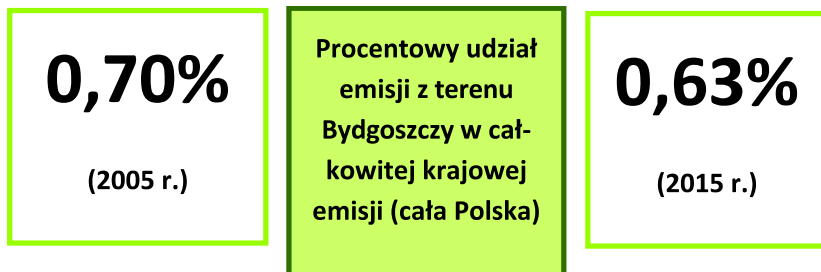 0,70%
(2005 r.)
Procentowy udział
emisji z terenu
Bydgoszczy w cał-
kowitej krajowej
emisji (cała Polska)
0,63%
(2015 r.)